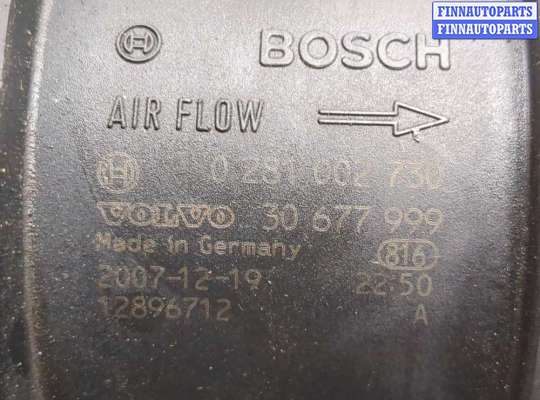 FINNAUTOPARTS
FINNAUTOPARTS
BOSCH
AIR FLOW
0 281 002 730
VOLVO 30 677 999
Made in Germany 816
2007-12-19 22:50
12896712 A